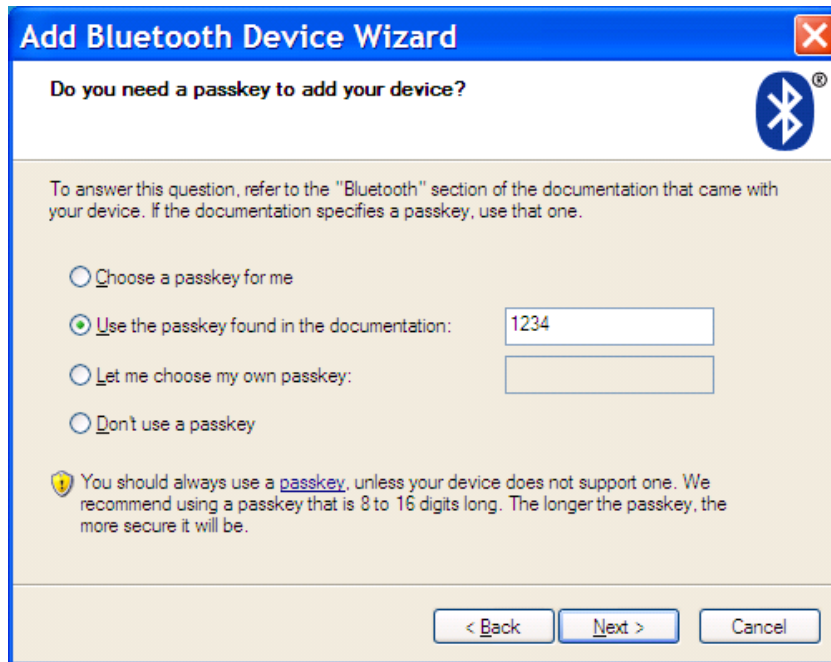 Add Bluetooth Device Wizard
Do you need a passkey to add your device?
®
To answer this question, refer to the "Bluetooth" section of the documentation that came with
your device. If the documentation specifies a passkey, use that one.
Choose a passkey for me
Use the passkey found in the documentation: 1234
Let me choose my own passkey:
Don't use a passkey
You should always use a passkey, unless your device does not support one. We
recommend using a passkey that is 8 to 16 digits long. The longer the passkey, the
more secure it will be.
< Back Next > Cancel